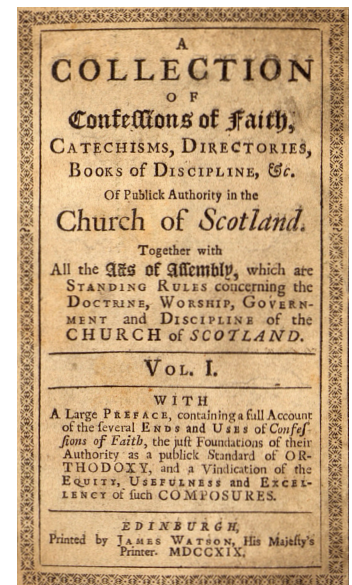 A
COLLECTION
OF
Confessions of Faith,
CATECHISMS, DIRECTORIES,
BOOKS of DISCIPLINE, &c.
Of Publick Authority in the
Church of Scotland.
Together with
All the Acts of Assembly, which are
STANDING RULES concerning the
DOCTRINE, WORSHIP, GOVERN-
MENT and DISCIPLINE of the
CHURCH of SCOTLAND.
VOL. I.
WITH
A Large PREFACE, containing a full Account
of the ſeveral ENDS and USES of Confeſ-
ſions of Faith, the juſt Foundations of their
Authority as a publick Standard of OR-
THODOXY, and a Vindication of the
EQUITY, USEFULNESS and EXCEL-
LENCY of ſuch COMPOSURES.
EDINBURGH,
Printed by JAMES WATSON, His Majeſty's
Printer. MDCCXIX.